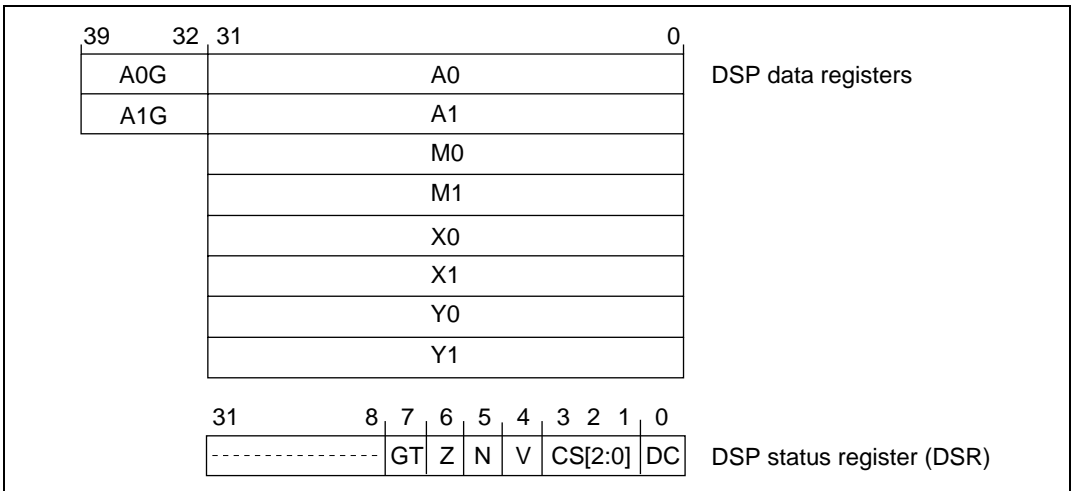 39 32 31 0
A0G A0 DSP data registers
A1G A1
M0
M1
X0
X1
Y0
Y1
31 8 7 6 5 4 3 2 1 0
GT Z N V CS[2:0] DC DSP status register (DSR)